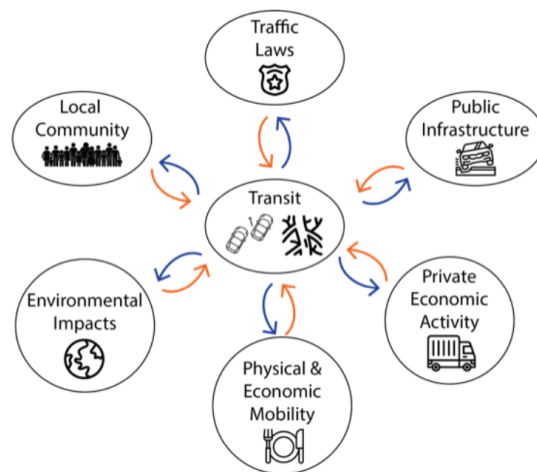 Traffic
Laws
Local
Community
Public
Infrastructure
Transit
Environmental
Impacts
Private
Economic
Activity
Physical &
Economic
Mobility